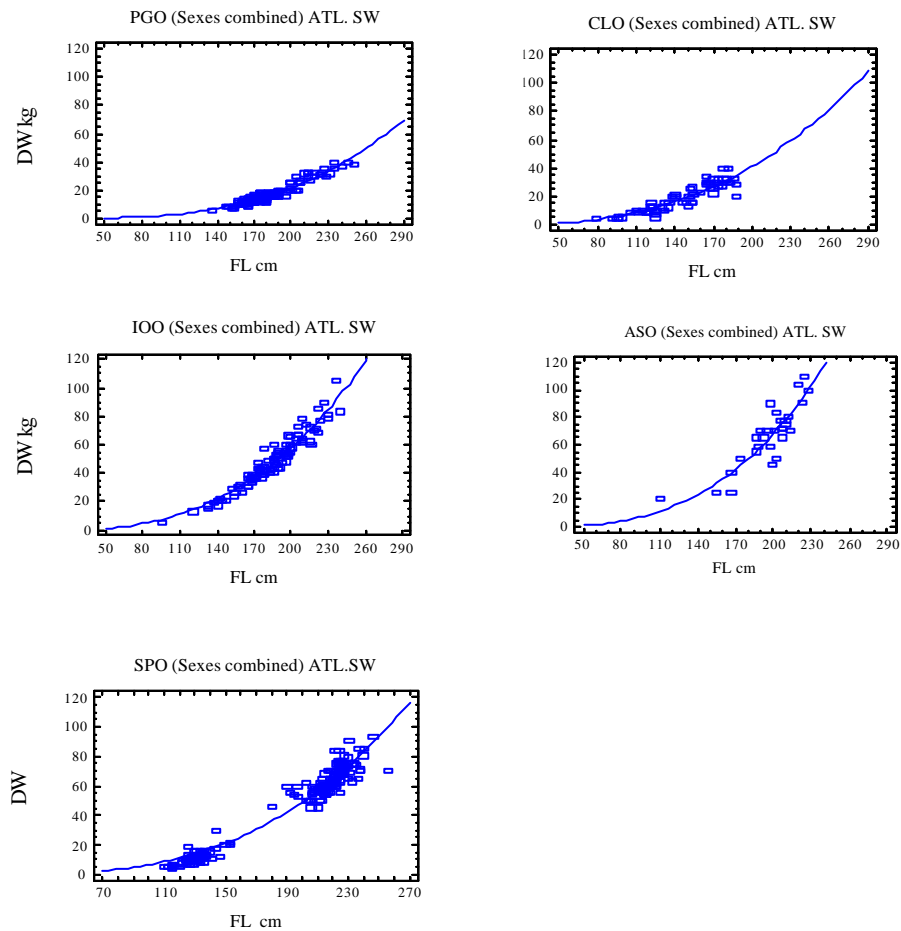 PGO (Sexes combined) ATL. SW
120
100
80
60
40
20
0
DW kg
50 80 110 140 170 200 230 260 290
FL cm
CLO (Sexes combined) ATL. SW
120
100
80
60
40
20
0
50 80 110 140 170 200 230 260 290
FL cm
IOO (Sexes combined) ATL. SW
120
100
80
60
40
20
0
DW kg
50 80 110 140 170 200 230 260 290
FL cm
ASO (Sexes combined) ATL. SW
120
100
80
60
40
20
0
50 80 110 140 170 200 230 260 290
FL cm
SPO (Sexes combined) ATL.SW
120
100
80
60
40
20
0
DW
70 110 150 190 230 270
FL cm